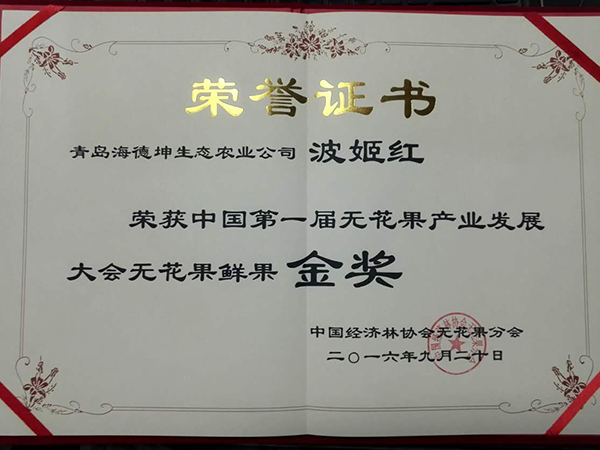 荣誉证书
青岛海德坤生态农业公司 波姬红
荣获中国第一届无花果产业发展
大会无花果鲜果 金奖
中国经济林协会无花果分会
二〇一六年九月二十日